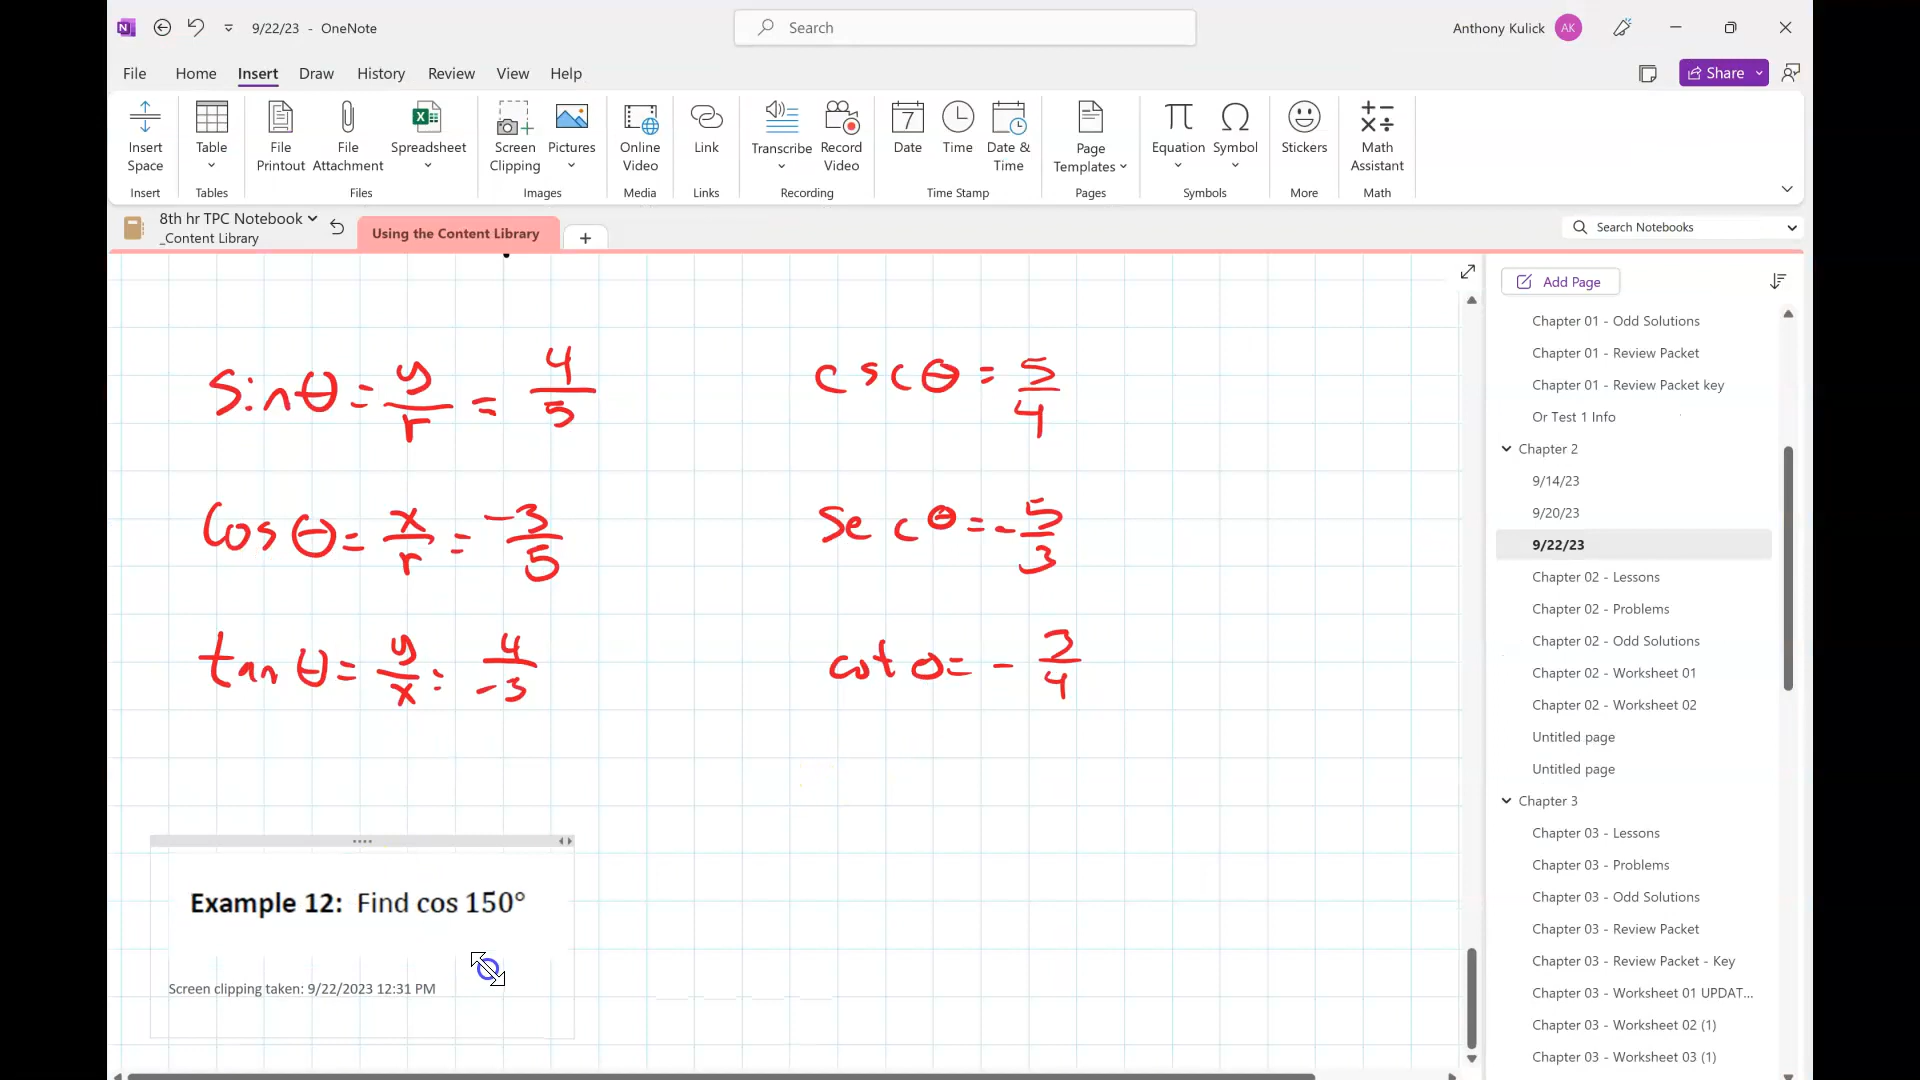 9/22/23 - OneNote
Search
Anthony Kulick AK
File Home Insert Draw History Review View Help
Share
Insert Space
Table
File Printout
File Attachment
Spreadsheet
Screen Clipping
Pictures
Online Video
Link
Transcribe
Record Video
7
Date
Time
Date & Time
Page Templates
π
Equation
Ω
Symbol
Stickers
Math Assistant
Insert Tables Files Images Media Links Recording Time Stamp Pages Symbols More Math
8th hr TPC Notebook
_Content Library
Using the Content Library
+
Search Notebooks
sinθ = y/r = 4/5
cscθ = 5/4
cosθ = x/r = -3/5
secθ = -5/3
tanθ = y/x = 4/-3
cotθ = -3/4
Example 12: Find cos 150°
Screen clipping taken: 9/22/2023 12:31 PM
Add Page
Chapter 01 - Odd Solutions
Chapter 01 - Review Packet
Chapter 01 - Review Packet key
Or Test 1 Info
Chapter 2
9/14/23
9/20/23
9/22/23
Chapter 02 - Lessons
Chapter 02 - Problems
Chapter 02 - Odd Solutions
Chapter 02 - Worksheet 01
Chapter 02 - Worksheet 02
Untitled page
Untitled page
Chapter 3
Chapter 03 - Lessons
Chapter 03 - Problems
Chapter 03 - Odd Solutions
Chapter 03 - Review Packet
Chapter 03 - Review Packet - Key
Chapter 03 - Worksheet 01 UPDAT...
Chapter 03 - Worksheet 02 (1)
Chapter 03 - Worksheet 03 (1)